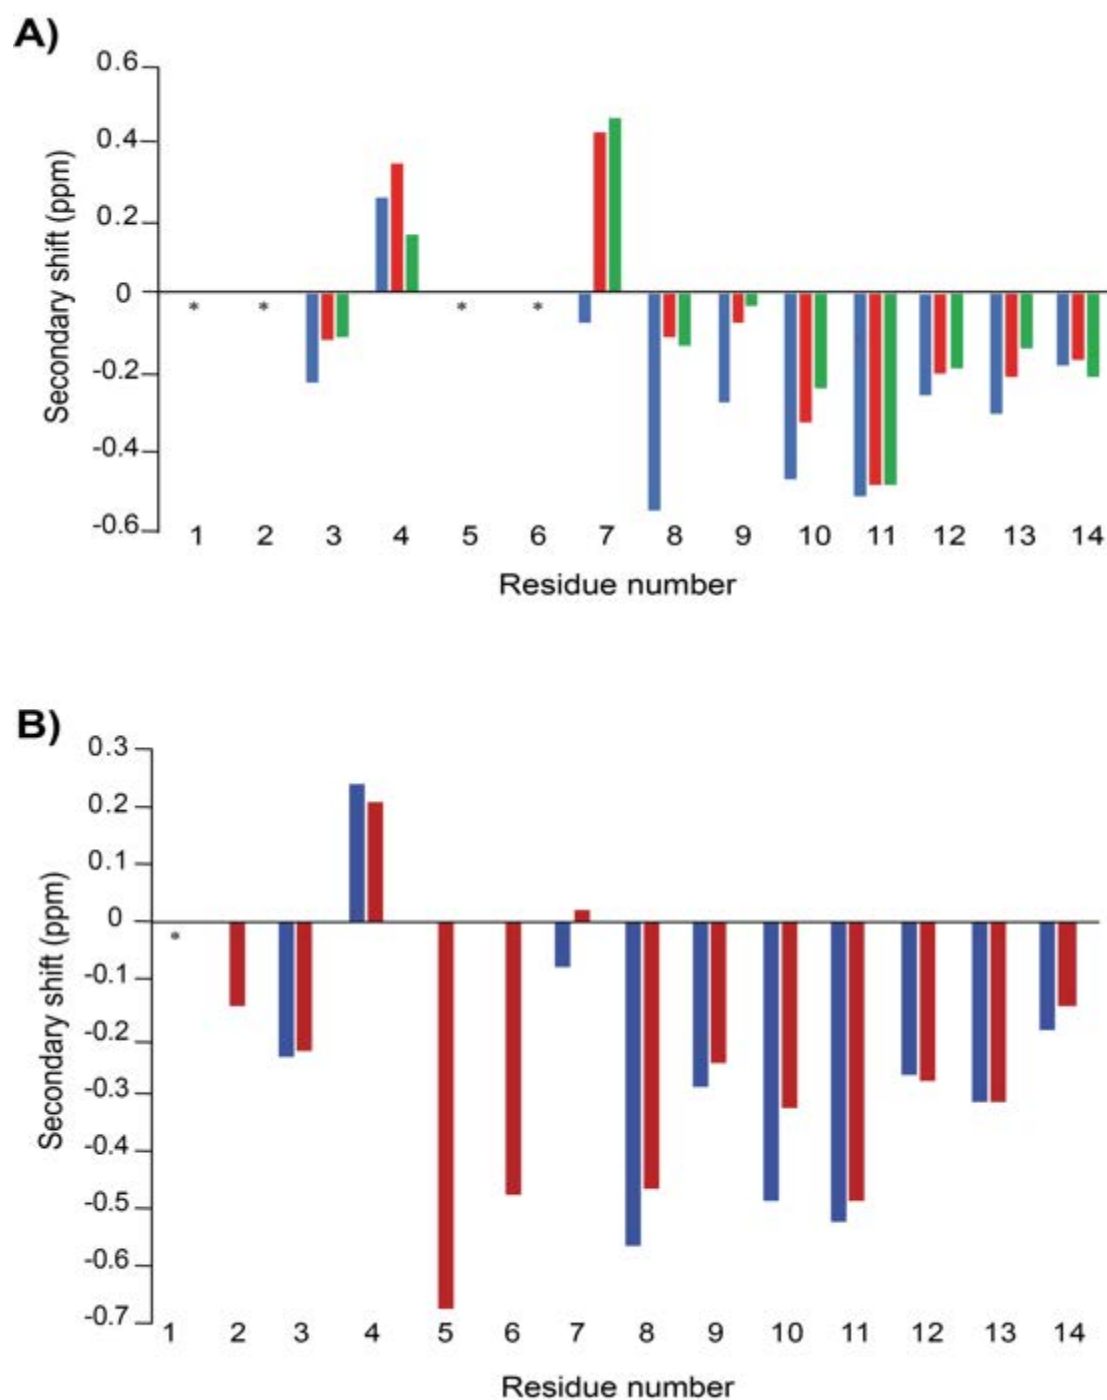 A)
0.6
0.4
0.2
0
-0.2
-0.4
-0.6
Secondary shift (ppm)
* * * *
1 2 3 4 5 6 7 8 9 10 11 12 13 14
Residue number
B)
0.3
0.2
0.1
0
-0.1
-0.2
-0.3
-0.4
-0.5
-0.6
-0.7
Secondary shift (ppm)
*
1 2 3 4 5 6 7 8 9 10 11 12 13 14
Residue number